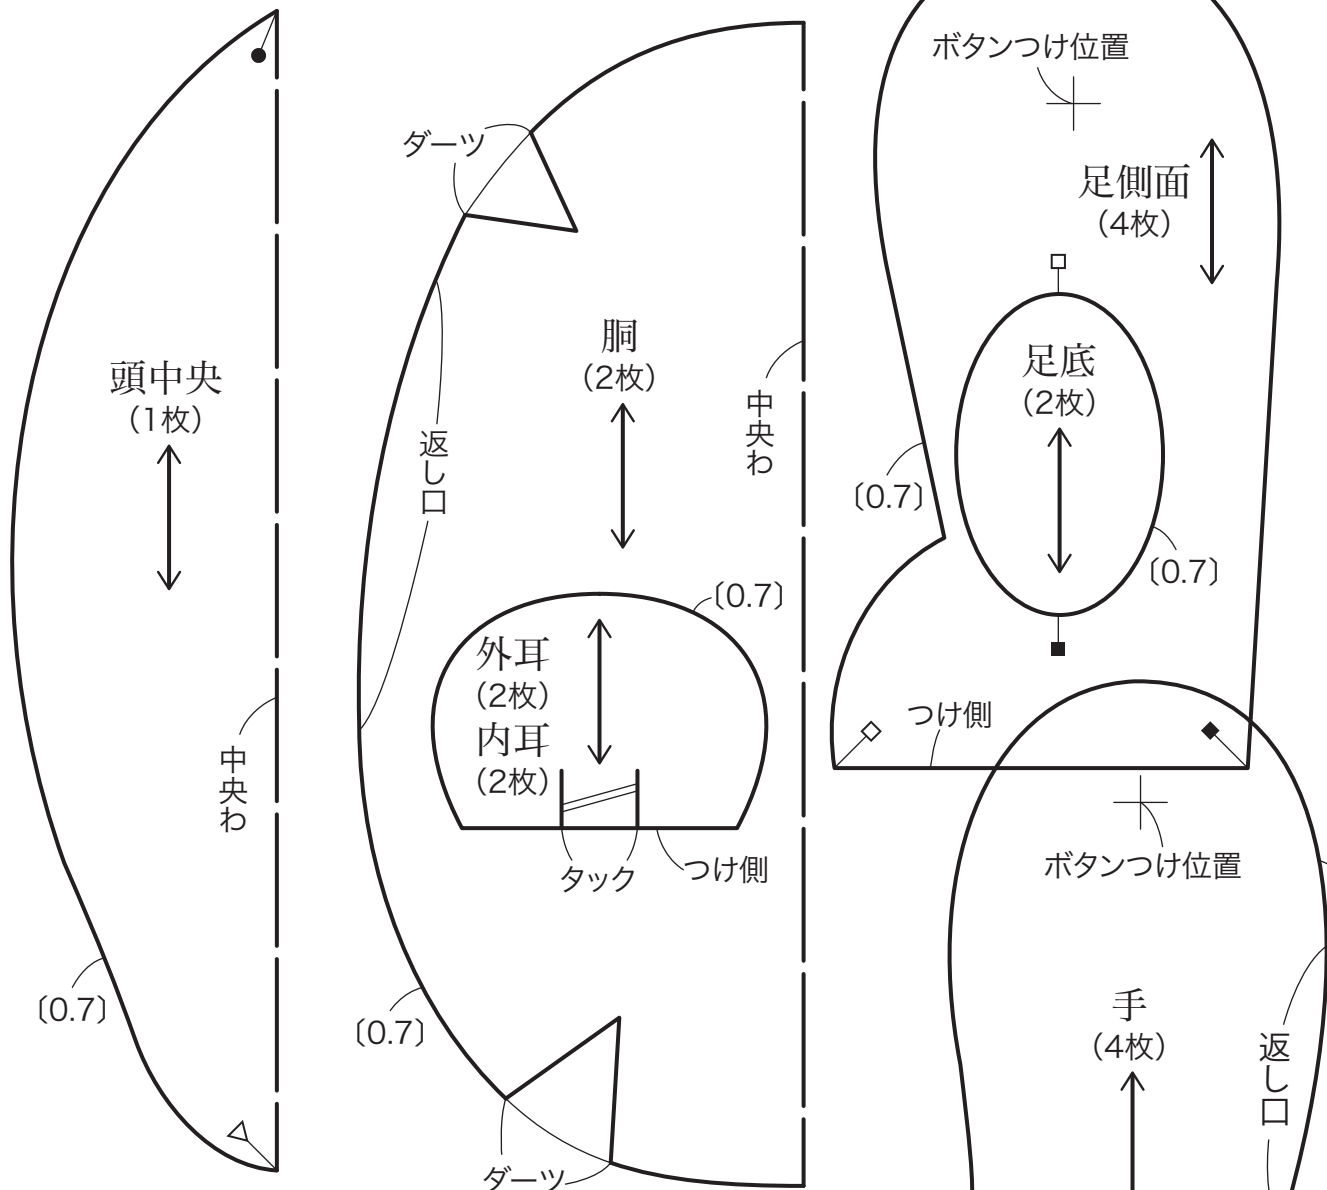 頭中央
（1枚）
中央わ
〔0.7〕
ダーツ
返し口
胴
（2枚）
中央わ
〔0.7〕
外耳
（2枚）
内耳
（2枚）
タック
つけ側
〔0.7〕
ダーツ
ボタンつけ位置
足側面
（4枚）
足底
（2枚）
〔0.7〕
〔0.7〕
つけ側
ボタンつけ位置
手
（4枚）
返し口